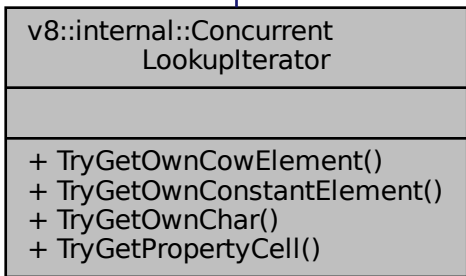 v8::internal::Concurrent
LookupIterator
+ TryGetOwnCowElement()
+ TryGetOwnConstantElement()
+ TryGetOwnChar()
+ TryGetPropertyCell()